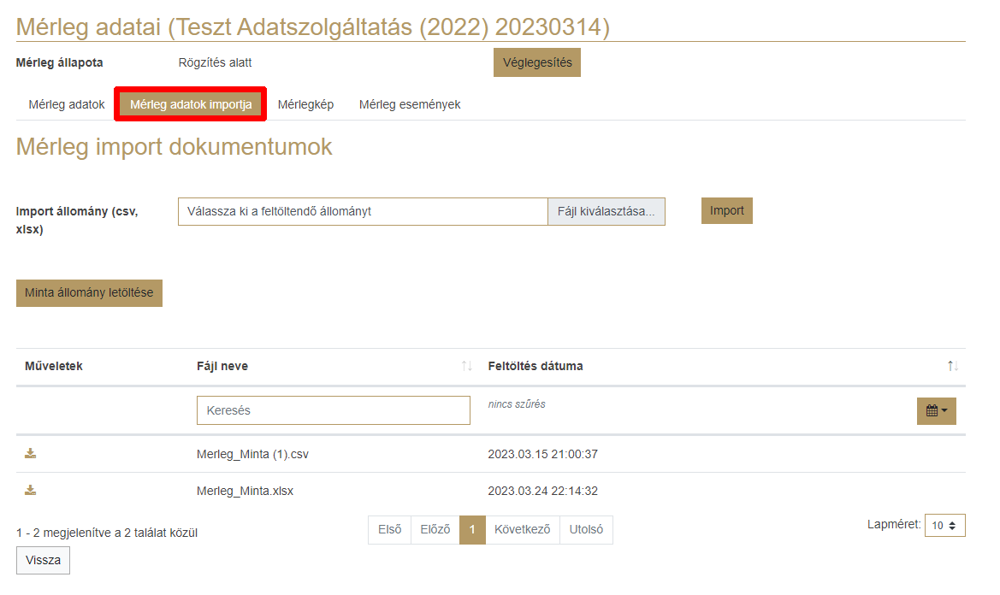 Mérleg adatai (Teszt Adatszolgáltatás (2022) 20230314)
Mérleg állapota Rögzítés alatt Véglegesítés
Mérleg adatok Mérleg adatok importja Mérlegkép Mérleg események
Mérleg import dokumentumok
Import állomány (csv, xlsx) Válassza ki a feltöltendő állományt Fájl kiválasztása... Import
Minta állomány letöltése
Műveletek Fájl neve Feltöltés dátuma
Keresés nincs szűrés
Merleg_Minta (1).csv 2023.03.15 21:00:37
Merleg_Minta.xlsx 2023.03.24 22:14:32
1 - 2 megjelenítve a 2 találat közül Első Előző 1 Következő Utolsó Lapméret: 10
Vissza